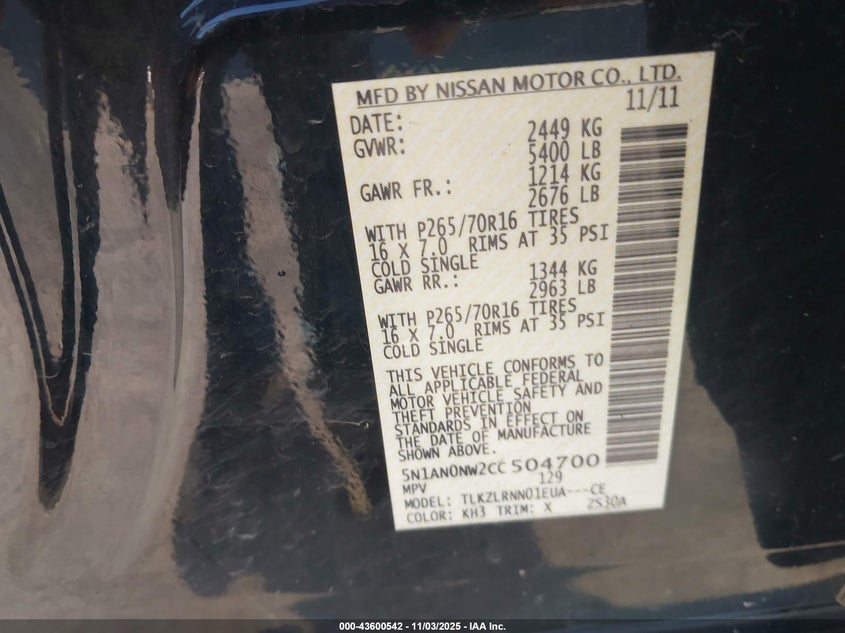 MFD BY NISSAN MOTOR CO., LTD.
DATE: 11/11
GVWR: 2449 KG
5400 LB
GAWR FR.: 1214 KG
2676 LB
WITH P265/70R16 TIRES
16 X 7.0 RIMS AT 35 PSI
COLD SINGLE
GAWR RR.: 1344 KG
2963 LB
WITH P265/70R16 TIRES
16 X 7.0 RIMS AT 35 PSI
COLD SINGLE
THIS VEHICLE CONFORMS TO
ALL APPLICABLE FEDERAL
MOTOR VEHICLE SAFETY AND
THEFT PREVENTION
STANDARDS IN EFFECT ON
THE DATE OF MANUFACTURE
SHOWN ABOVE.
5N1AN0NW2CC504700
MPV 129
MODEL: TLKZLRNN01EUA---CE
COLOR: KH3 TRIM: X ZS30A
000-43600542 - 11/03/2025 - IAA Inc.